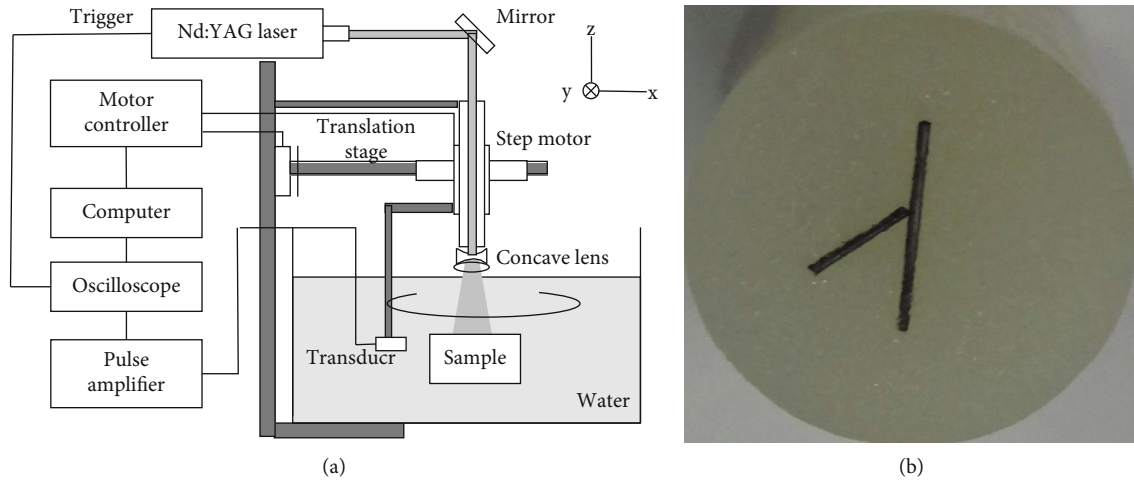 Trigger
Nd:YAG laser
Mirror
z
y
x
Motor
controller
Translation
stage
Step motor
Computer
Concave lens
Oscilloscope
Transducr
Sample
Pulse
amplifier
Water
(a)
(b)